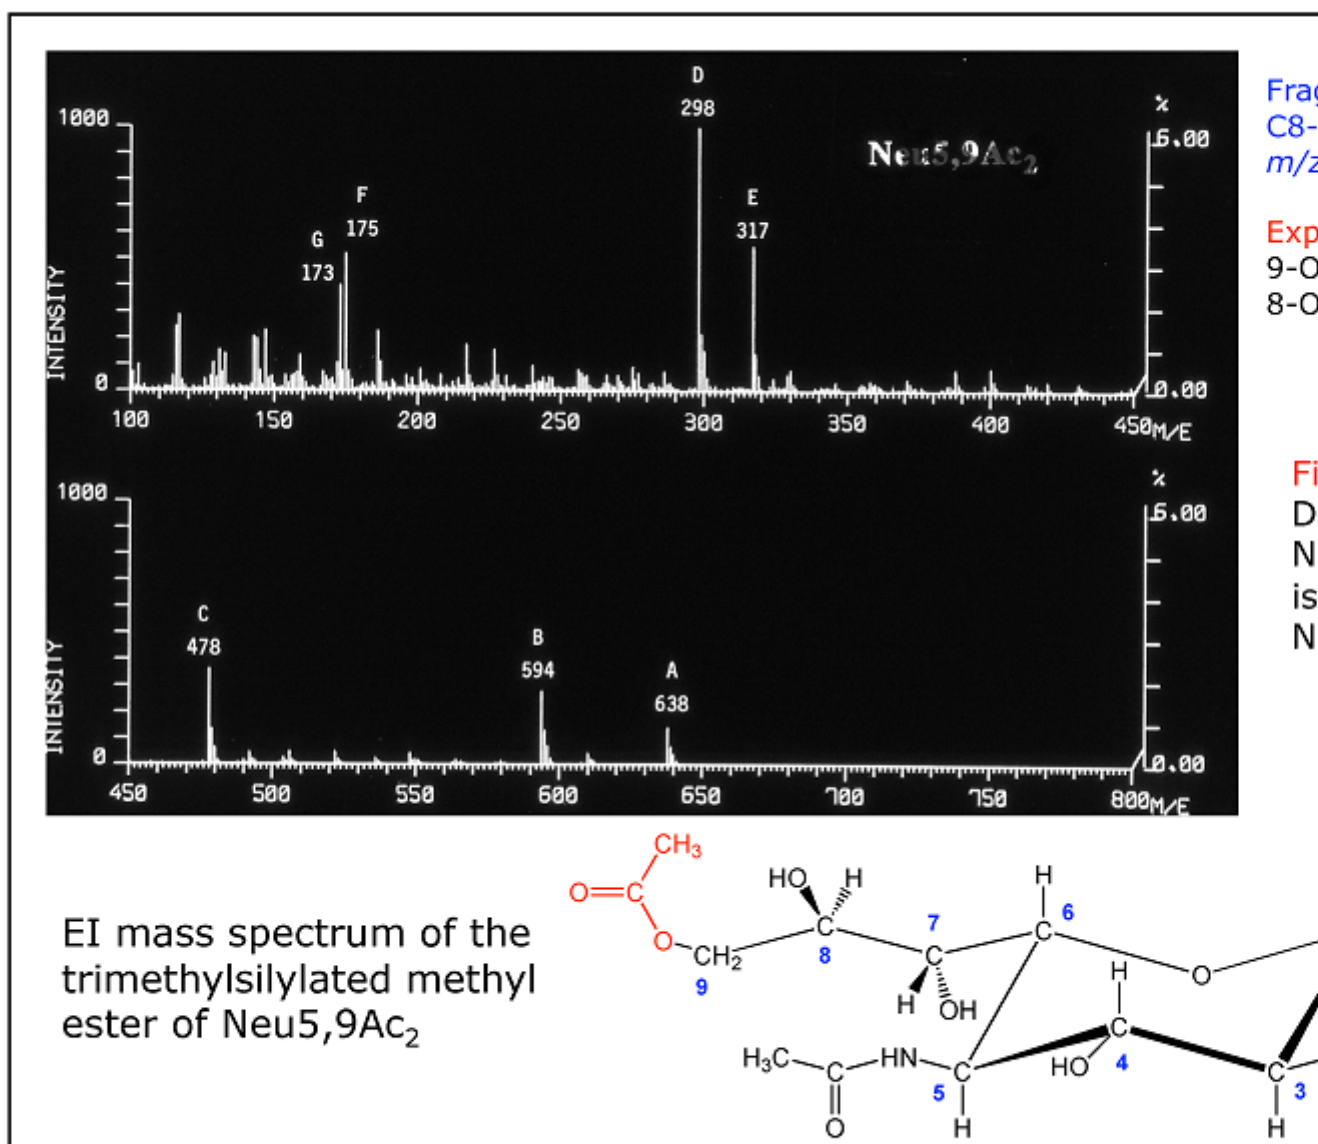 D
298
Neu5,9Ac₂
%
5.00
1000
F
175
E
317
G
173
INTENSITY
0
0.00
100
150
200
250
300
350
400
450
M/E
1000
%
5.00
C
478
B
594
A
638
INTENSITY
0
0.00
450
500
550
600
650
700
750
800
M/E
Frag
C8-
m/z
Exp
9-O
8-O
Fi
D
N
is
N
EI mass spectrum of the
trimethylsilylated methyl
ester of Neu5,9Ac₂
CH₃
O
C
O
CH₂
9
HO
H
C
8
7
C
H
OH
H
6
C
O
H
C
HO
4
H₃C
C
O
HN
C
5
H
C
3
H